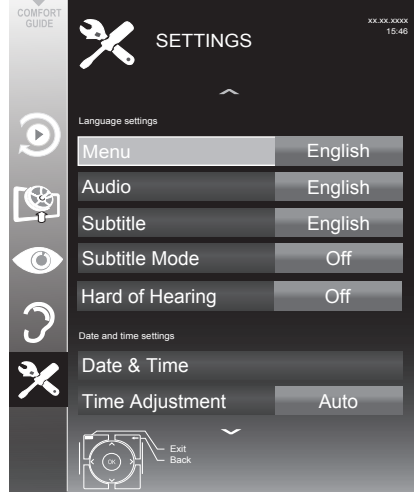 COMFORT
GUIDE
SETTINGS
xx.xx.xxxx
15:46
Language settings
Menu English
Audio English
Subtitle English
Subtitle Mode Off
Hard of Hearing Off
Date and time settings
Date & Time
Time Adjustment Auto
OK
Exit
Back